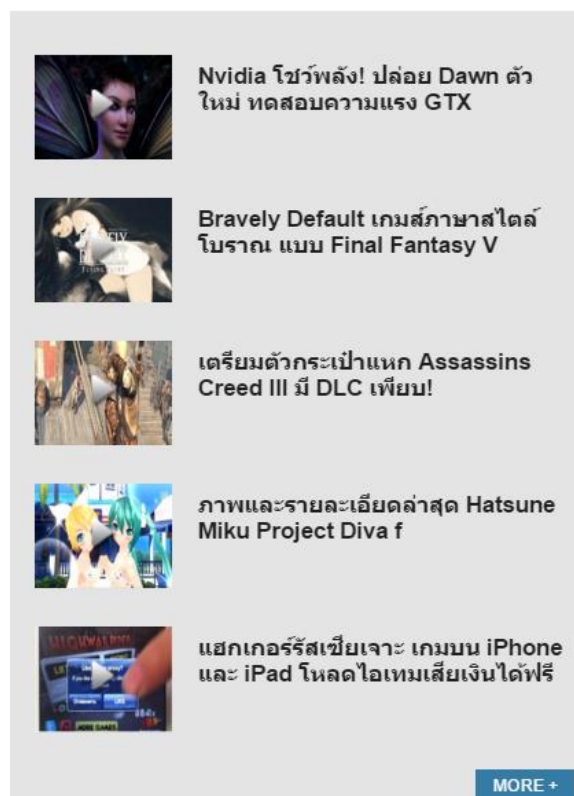 Nvidia โชว์พลัง! ปล่อย Dawn ตัว
ใหม่ ทดสอบความแรง GTX
Bravely Default เกมส์ภาษาสไตล์
โบราณ แบบ Final Fantasy V
เตรียมตัวกระเป๋าแหก Assassins
Creed III มี DLC เพียบ!
ภาพและรายละเอียดล่าสุด Hatsune
Miku Project Diva f
แฮกเกอร์รัสเซียเจาะ เกมบน iPhone
และ iPad โหลดไอเทมเสียเงินได้ฟรี
MORE +